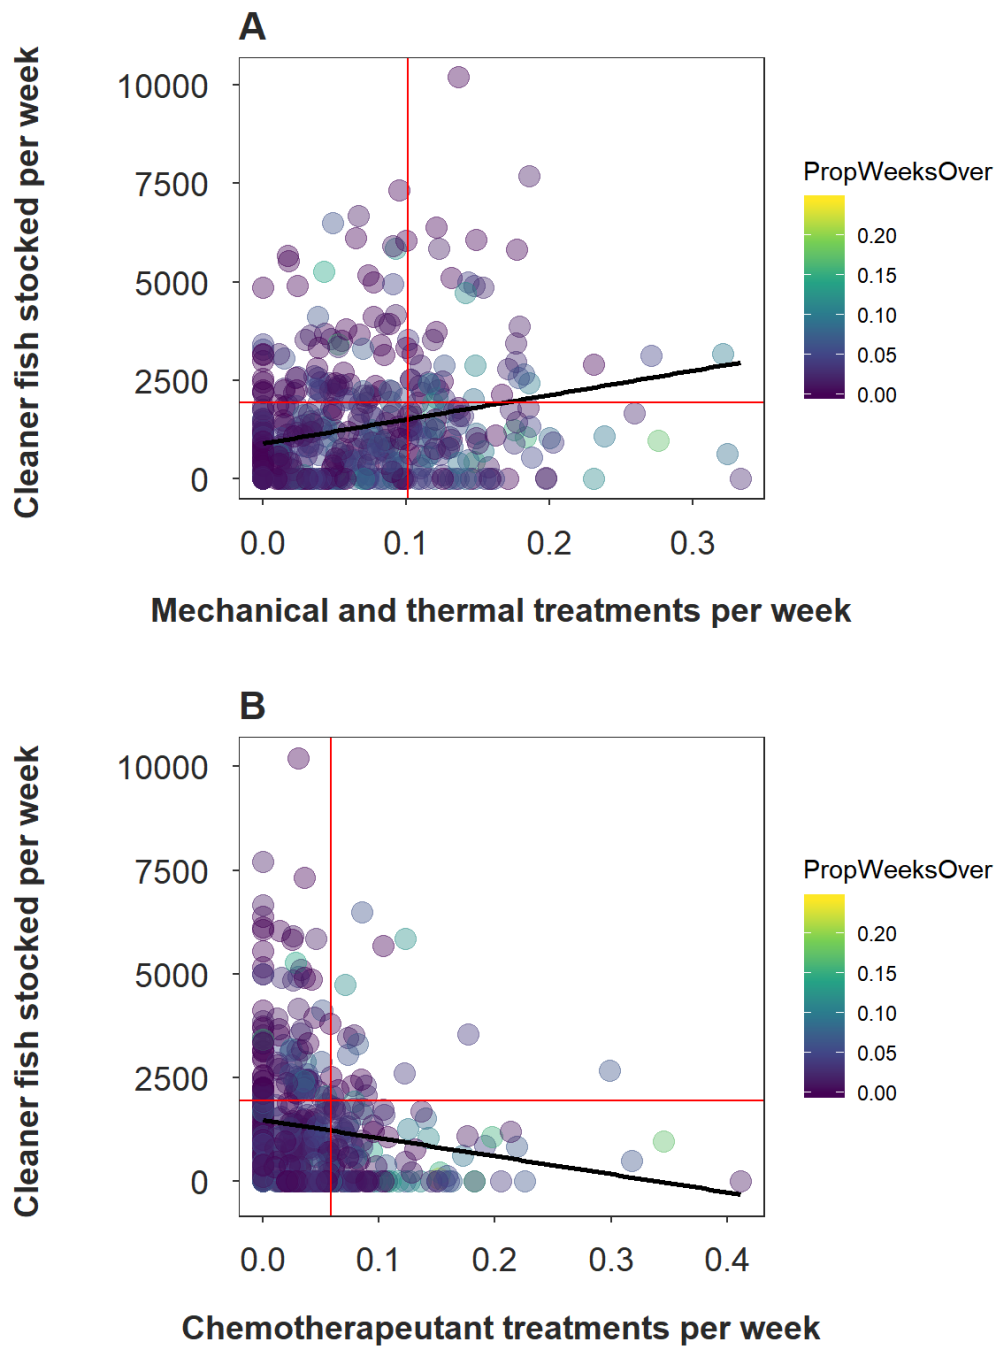 A
Cleaner fish stocked per week
10000
7500
5000
2500
0
0.0 0.1 0.2 0.3
Mechanical and thermal treatments per week
PropWeeksOver
0.20
0.15
0.10
0.05
0.00
B
Cleaner fish stocked per week
10000
7500
5000
2500
0
0.0 0.1 0.2 0.3 0.4
Chemotherapeutant treatments per week
PropWeeksOver
0.20
0.15
0.10
0.05
0.00